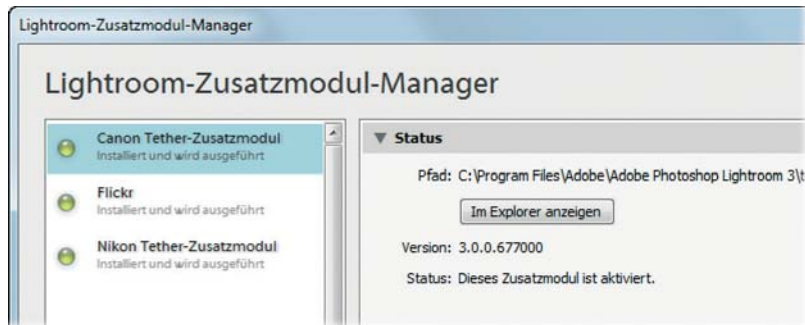 Lightroom-Zusatzmodul-Manager
Lightroom-Zusatzmodul-Manager
Canon Tether-Zusatzmodul
Installiert und wird ausgeführt
Flickr
Installiert und wird ausgeführt
Nikon Tether-Zusatzmodul
Installiert und wird ausgeführt
Status
Pfad: C:\Program Files\Adobe\Adobe Photoshop Lightroom 3\t
Im Explorer anzeigen
Version: 3.0.0.677000
Status: Dieses Zusatzmodul ist aktiviert.